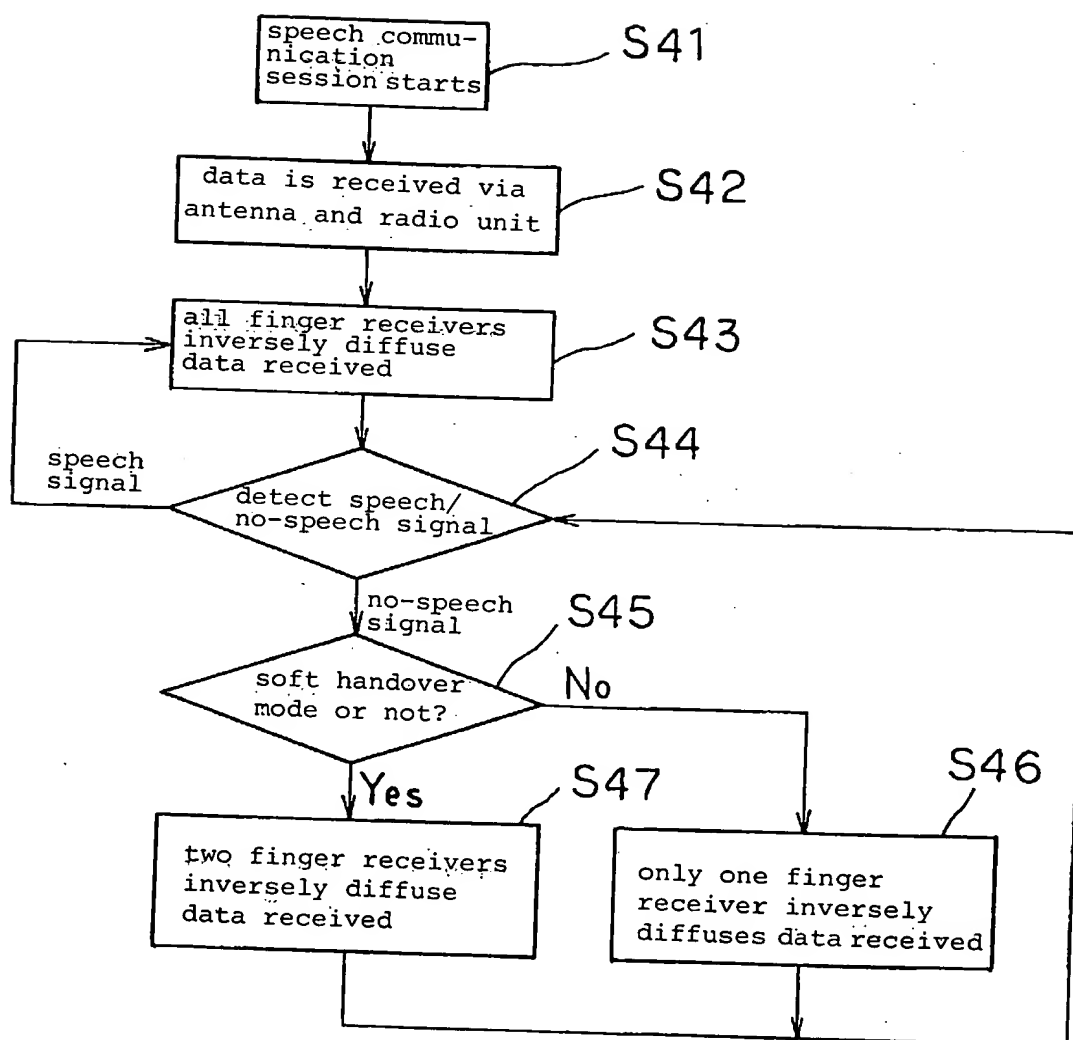 speech commu-
nication
session starts
S41
data is received via
antenna and radio unit
S42
all finger receivers
inversely diffuse
data received
S43
speech
signal
detect speech/
no-speech signal
S44
no-speech
signal
soft handover
mode or not?
S45
No
Yes
two finger receivers
inversely diffuse
data received
S47
only one finger
receiver inversely
diffuses data received
S46